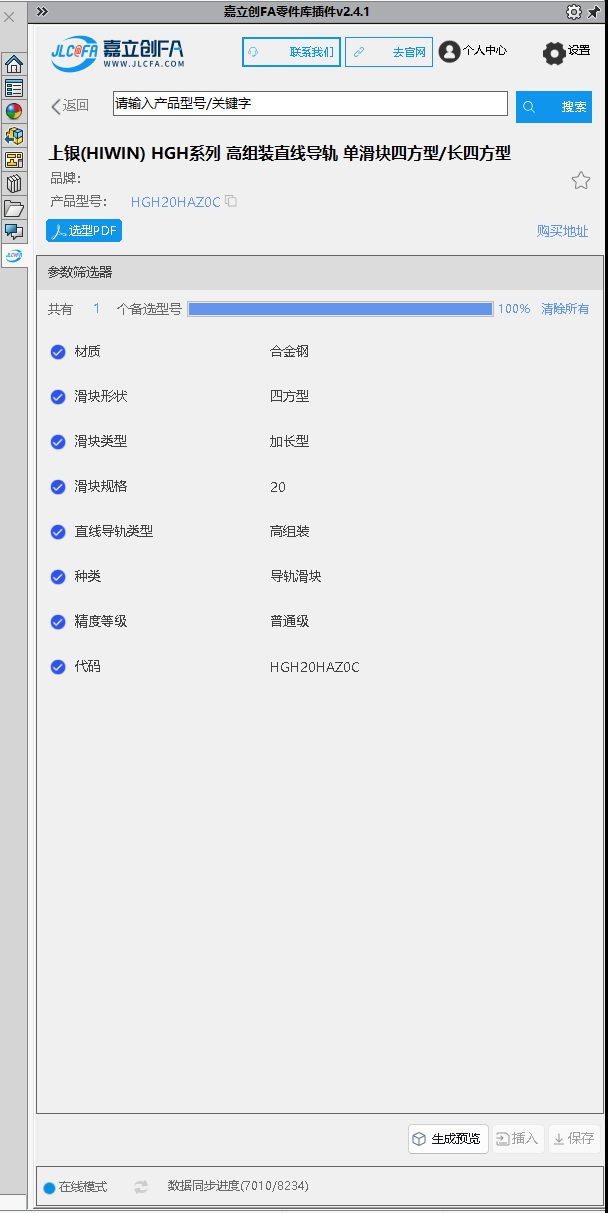 嘉立创FA零件库插件v2.4.1
JLC@FA 嘉立创FA
WWW.JLCFA.COM
联系我们 去官网 个人中心 设置
返回 请输入产品型号/关键字 搜索
上银(HIWIN) HGH系列 高组装直线导轨 单滑块四方型/长四方型
品牌：
产品型号： HGH20HAZ0C
选型PDF 购买地址
参数筛选器
共有 1 个备选型号 100% 清除所有
材质 合金钢
滑块形状 四方型
滑块类型 加长型
滑块规格 20
直线导轨类型 高组装
种类 导轨滑块
精度等级 普通级
代码 HGH20HAZ0C
生成预览 插入 保存
在线模式 数据同步进度(7010/8234)